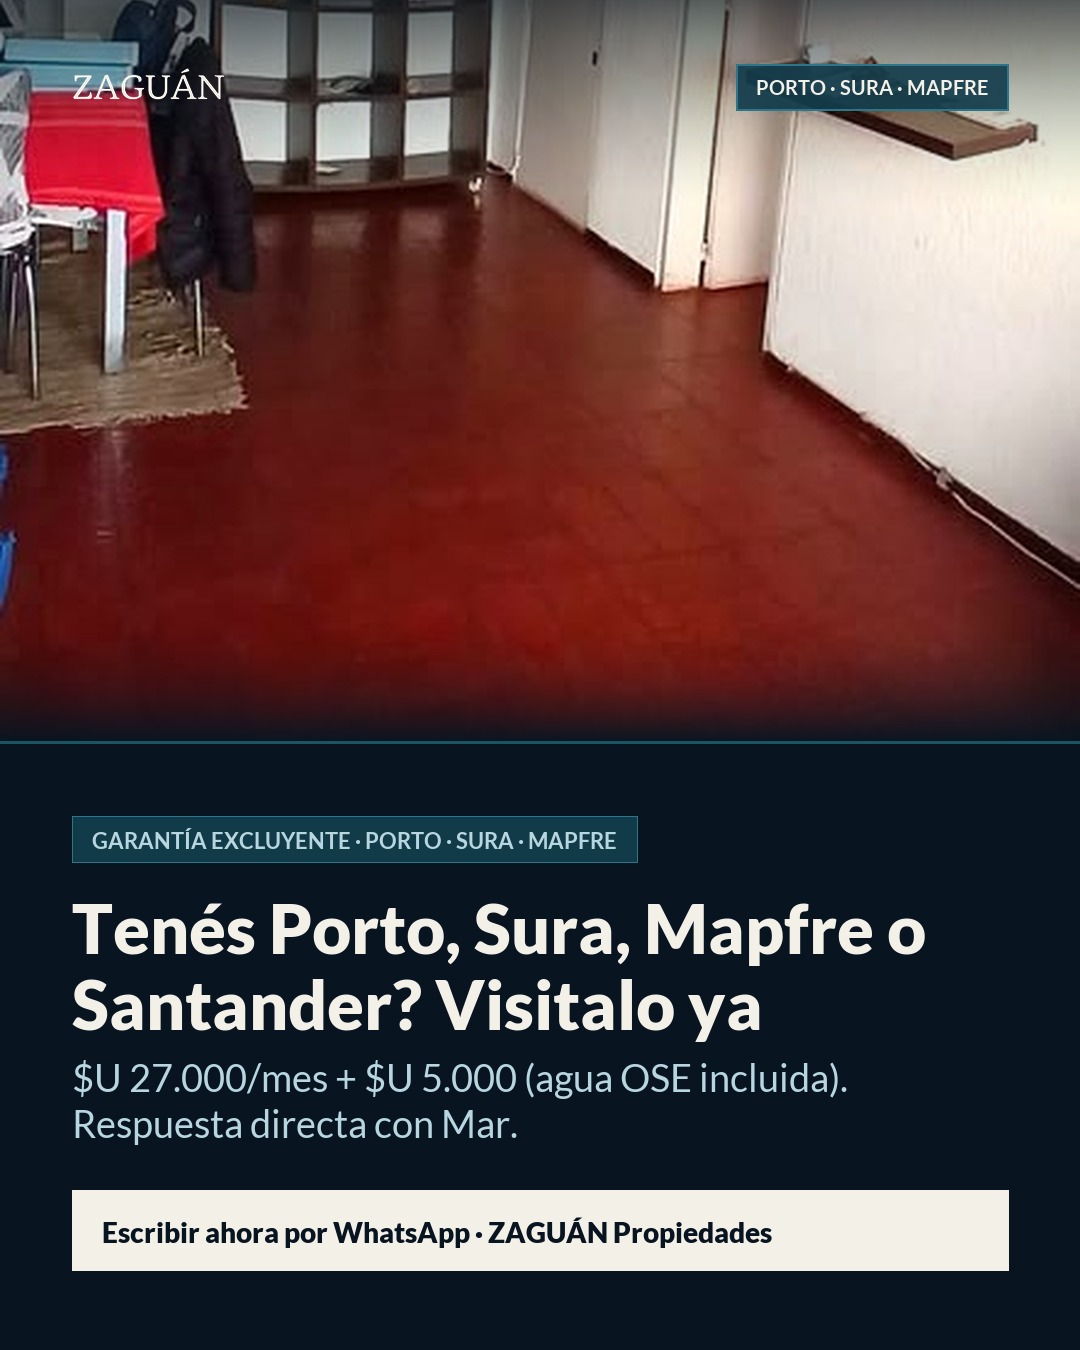 ZAGUÁN
PORTO · SURA · MAPFRE
GARANTÍA EXCLUYENTE · PORTO · SURA · MAPFRE
Tenés Porto, Sura, Mapfre o
Santander? Visitalo ya
$U 27.000/mes + $U 5.000 (agua OSE incluida).
Respuesta directa con Mar.
Escribir ahora por WhatsApp · ZAGUÁN Propiedades